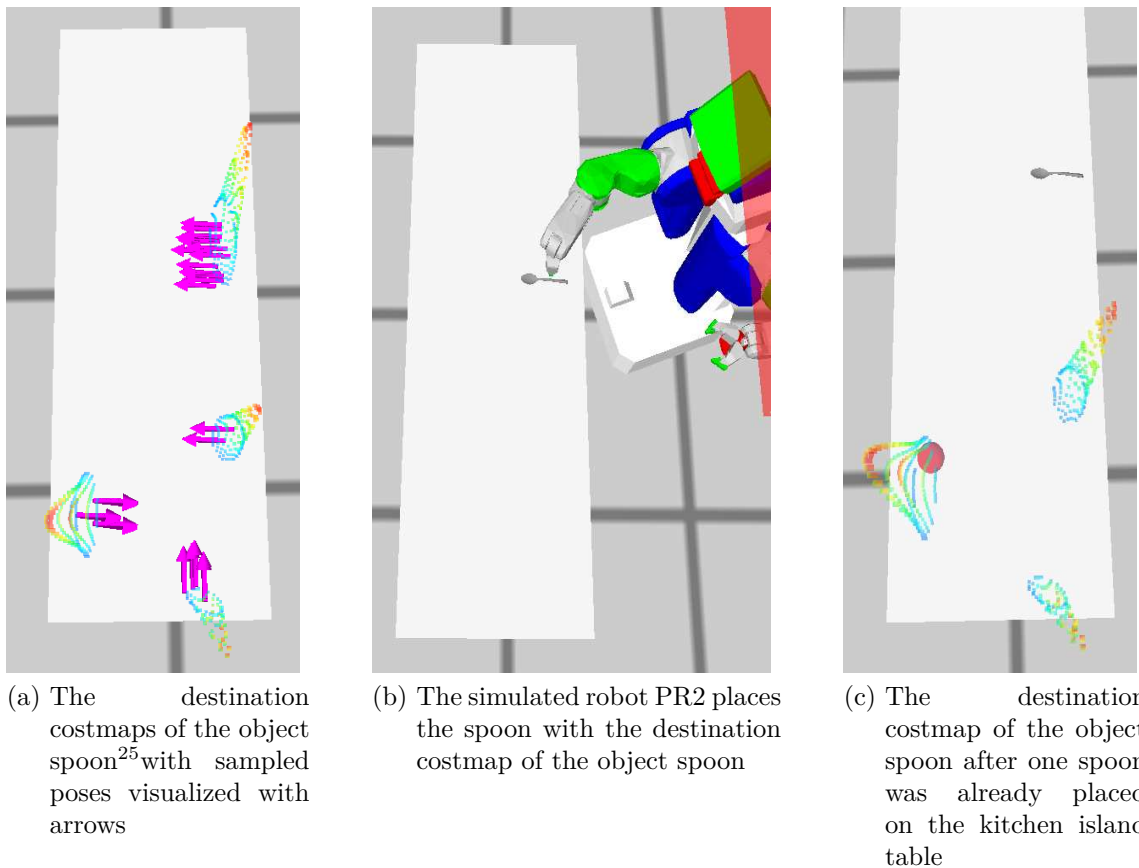 (a) The destination
costmaps of the object
spoon25with sampled
poses visualized with
arrows
(b) The simulated robot PR2 places
the spoon with the destination
costmap of the object spoon
(c) The destination
costmap of the object
spoon after one spoon
was already placed
on the kitchen island
table